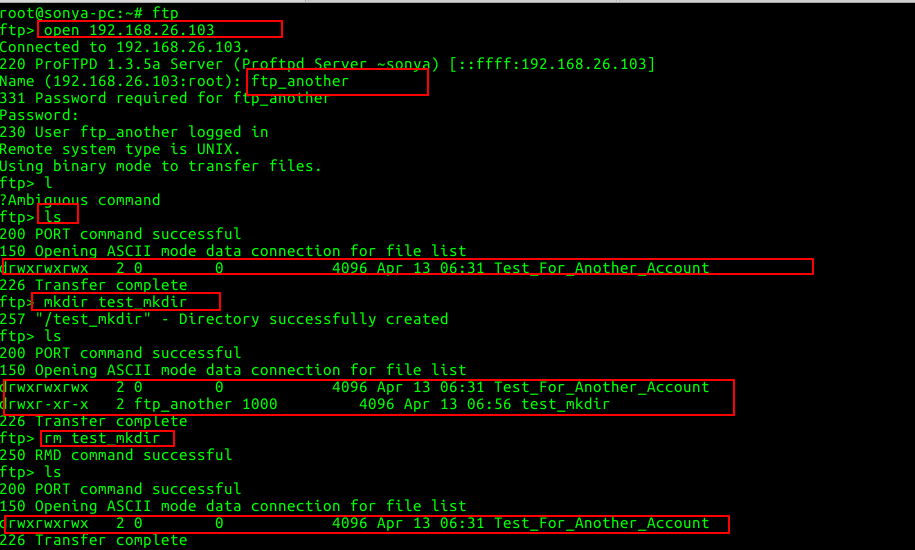 root@sonya-pc:~# ftp
ftp> open 192.168.26.103
Connected to 192.168.26.103.
220 ProFTPD 1.3.5a Server (Proftpd Server ~sonya) [::ffff:192.168.26.103]
Name (192.168.26.103:root): ftp_another
331 Password required for ftp_another
Password:
230 User ftp_another logged in
Remote system type is UNIX.
Using binary mode to transfer files.
ftp> l
?Ambiguous command
ftp> ls
200 PORT command successful
150 Opening ASCII mode data connection for file list
drwxrwxrwx   2 0        0            4096 Apr 13 06:31 Test_For_Another_Account
226 Transfer complete
ftp> mkdir test_mkdir
257 "/test_mkdir" - Directory successfully created
ftp> ls
200 PORT command successful
150 Opening ASCII mode data connection for file list
drwxrwxrwx   2 0        0            4096 Apr 13 06:31 Test_For_Another_Account
drwxr-xr-x   2 ftp_another 1000         4096 Apr 13 06:56 test_mkdir
226 Transfer complete
ftp> rm test_mkdir
250 RMD command successful
ftp> ls
200 PORT command successful
150 Opening ASCII mode data connection for file list
drwxrwxrwx   2 0        0            4096 Apr 13 06:31 Test_For_Another_Account
226 Transfer complete